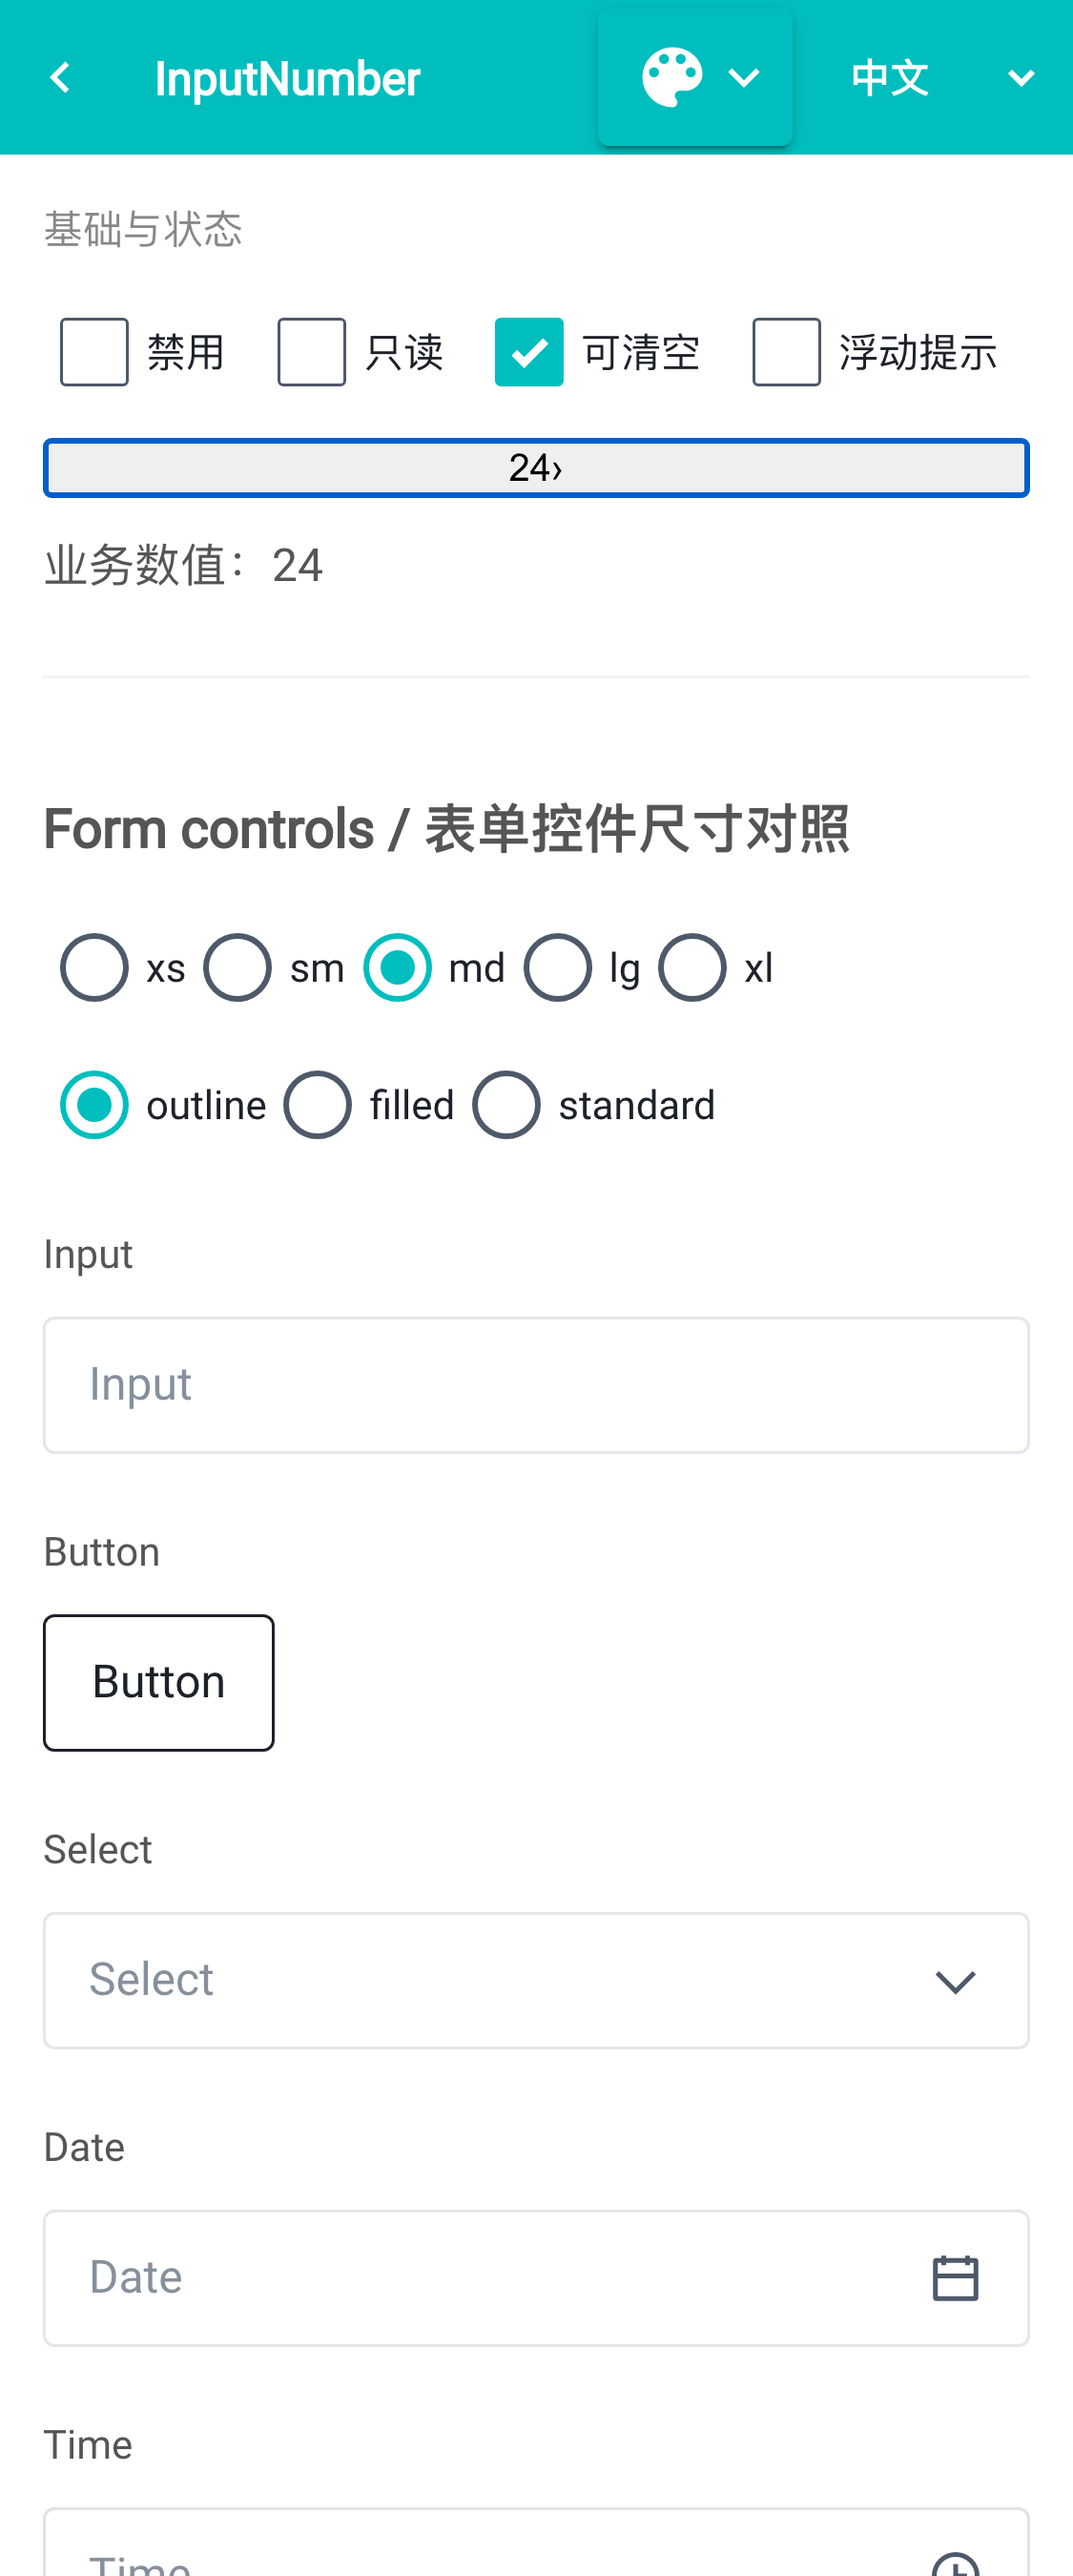 InputNumber 中文
基础与状态
禁用 只读 可清空 浮动提示
24›
业务数值：24
Form controls / 表单控件尺寸对照
xs sm md lg xl
outline filled standard
Input
Input
Button
Button
Select
Select
Date
Date
Time
Time